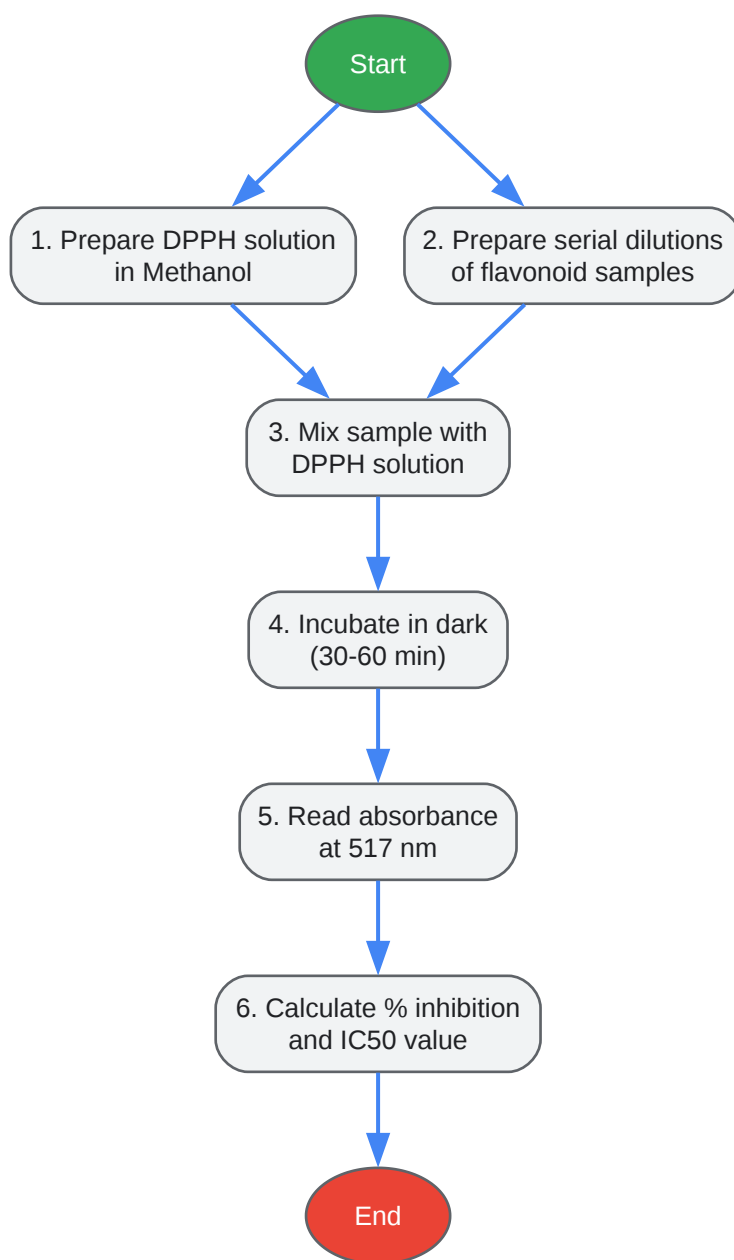 Start
1. Prepare DPPH solution
in Methanol
2. Prepare serial dilutions
of flavonoid samples
3. Mix sample with
DPPH solution
4. Incubate in dark
(30-60 min)
5. Read absorbance
at 517 nm
6. Calculate % inhibition
and IC50 value
End